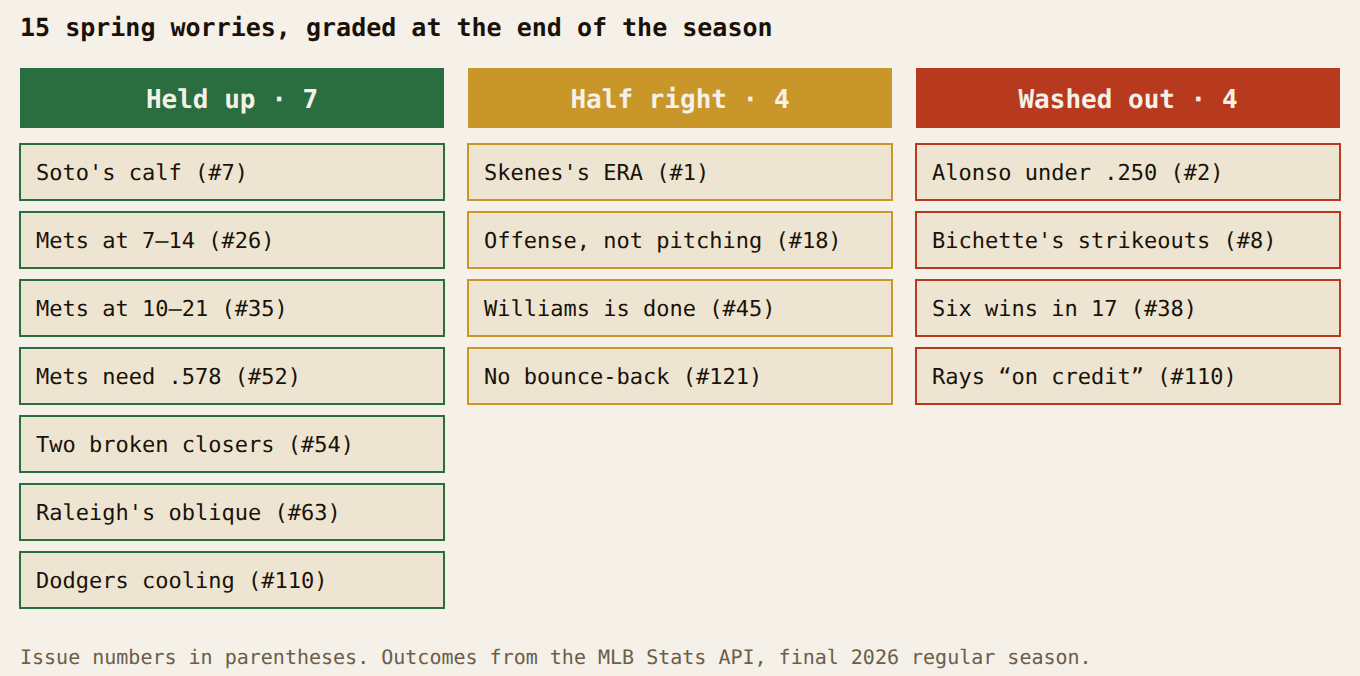 15 spring worries, graded at the end of the season
Held up · 7
Soto's calf (#7)
Mets at 7–14 (#26)
Mets at 10–21 (#35)
Mets need .578 (#52)
Two broken closers (#54)
Raleigh's oblique (#63)
Dodgers cooling (#110)
Half right · 4
Skenes's ERA (#1)
Offense, not pitching (#18)
Williams is done (#45)
No bounce-back (#121)
Washed out · 4
Alonso under .250 (#2)
Bichette's strikeouts (#8)
Six wins in 17 (#38)
Rays “on credit” (#110)
Issue numbers in parentheses. Outcomes from the MLB Stats API, final 2026 regular season.